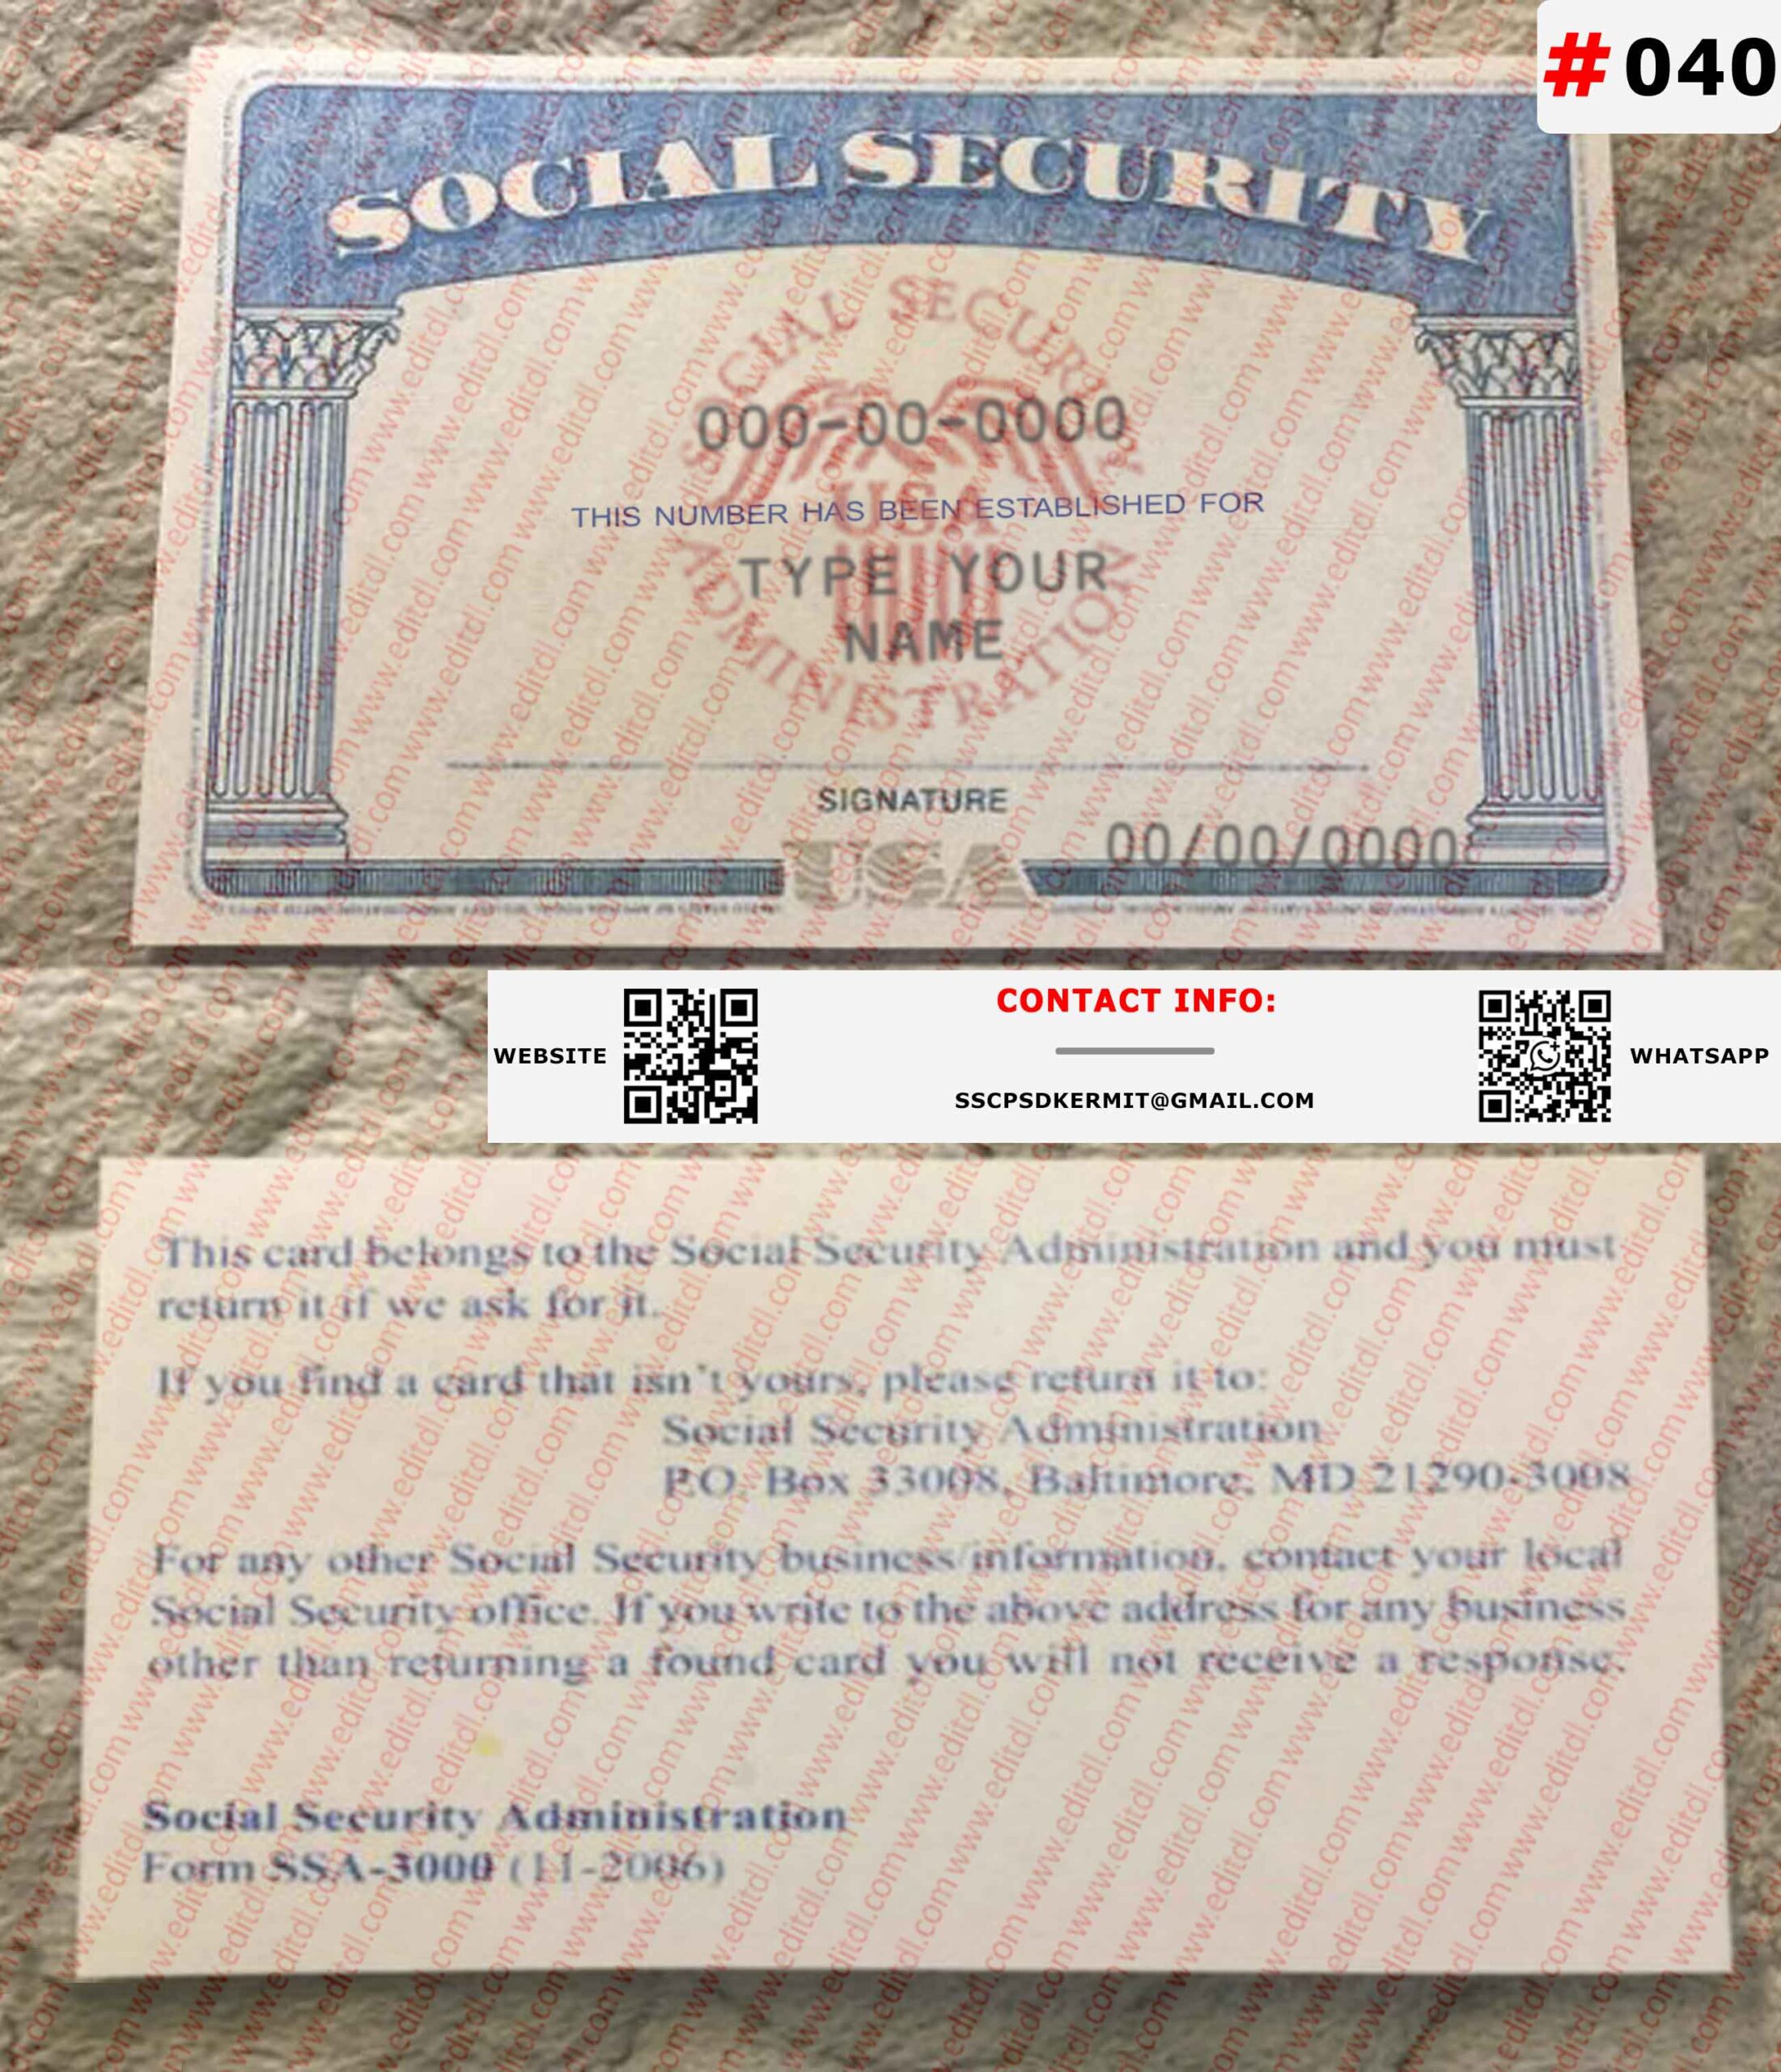 #040
SOCIAL SECURITY
SOCIAL SECURITY
000-00-0000
USA
THIS NUMBER HAS BEEN ESTABLISHED FOR
TYPE YOUR
NAME
ADMINISTRATION
SIGNATURE
USA
00/00/0000
CONTACT INFO:
WEBSITE
WHATSAPP
SSCPSDKERMIT@GMAIL.COM
This card belongs to the Social Security Administration and you must
return it if we ask for it.
If you find a card that isn't yours, please return it to:
Social Security Administration
P.O. Box 33008, Baltimore, MD 21290-3008
For any other Social Security business/information, contact your local
Social Security office. If you write to the above address for any business
other than returning a found card you will not receive a response.
Social Security Administration
Form SSA-3000 (11-2006)
www.editdl.com